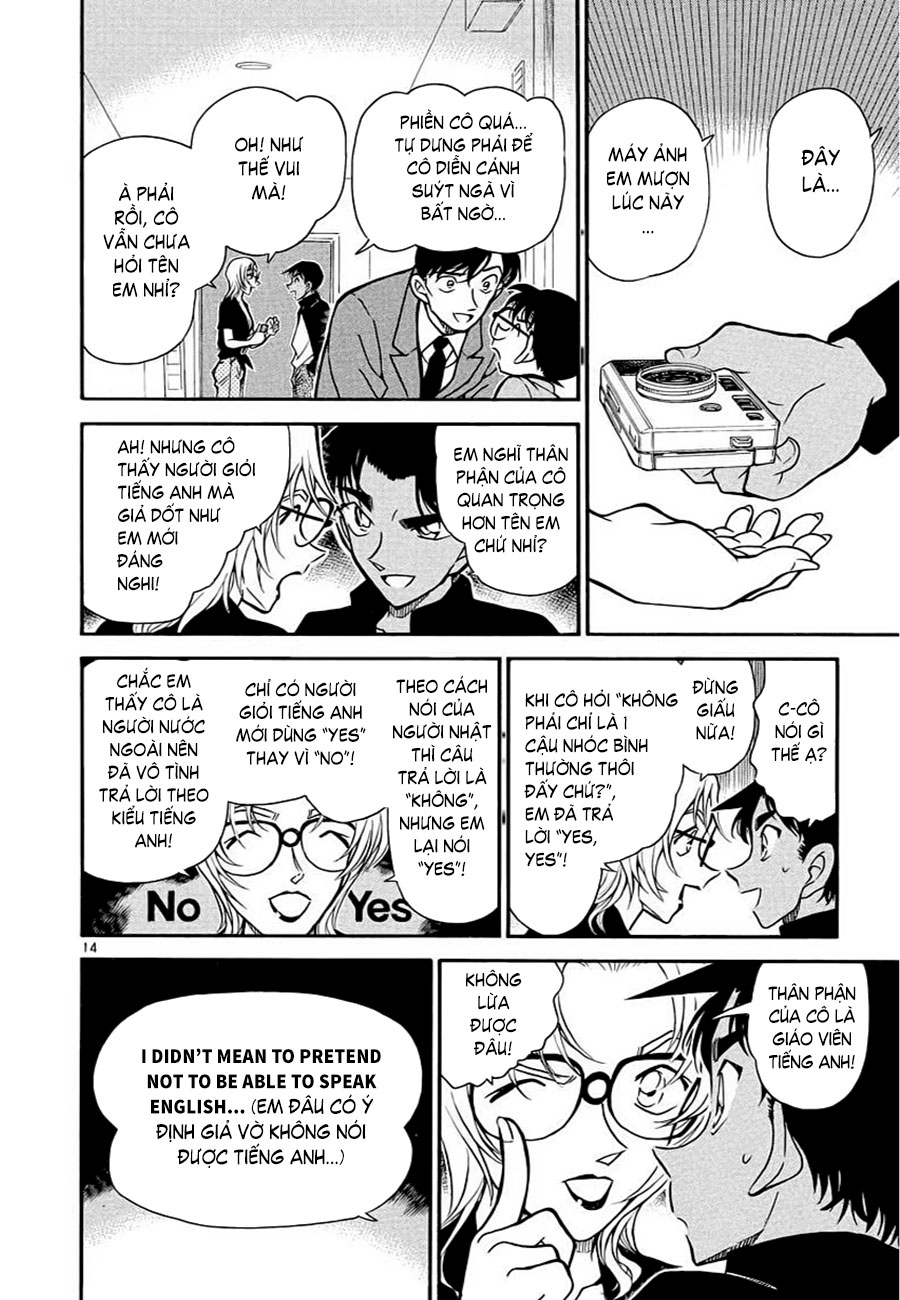 ĐÂY
LÀ...
MÁY ẢNH
EM MƯỢN
LÚC NÃY
...
PHIỀN CÔ QUÁ...
TỰ DƯNG PHẢI ĐỂ
CÔ DIỄN CẢNH
SUÝT NGÃ VÌ
BẤT NGỜ...
OH! NHƯ
THẾ VUI
MÀ!
À PHẢI
RỒI, CÔ
VẪN CHƯA
HỎI TÊN
EM NHỈ?
EM NGHĨ THÂN
PHẬN CỦA CÔ
QUAN TRỌNG
HƠN TÊN EM
CHỨ NHỈ?
AH! NHƯNG CÔ
THẤY NGƯỜI GIỎI
TIẾNG ANH MÀ
GIẢ DỐT NHƯ
EM MỚI
ĐÁNG
NGHI!
C-CÔ
NÓI GÌ
THẾ Ạ?
ĐỪNG
GIẤU
NỮA!
KHI CÔ HỎI “KHÔNG
PHẢI CHỈ LÀ 1
CẬU NHÓC BÌNH
THƯỜNG THÔI
ĐẤY CHỨ?”,
EM ĐÃ TRẢ
LỜI “YES,
YES”!
THEO CÁCH
NÓI CỦA
NGƯỜI NHẬT
THÌ CÂU
TRẢ LỜI LÀ
“KHÔNG”,
NHƯNG EM
LẠI NÓI
“YES”!
CHỈ CÓ NGƯỜI
GIỎI TIẾNG ANH
MỚI DÙNG “YES”
THAY VÌ “NO”!
CHẮC EM
THẤY CÔ LÀ
NGƯỜI NƯỚC
NGOÀI NÊN
ĐÃ VÔ TÌNH
TRẢ LỜI THEO
KIỂU TIẾNG
ANH!
No Yes
14
THÂN PHẬN
CỦA CÔ LÀ
GIÁO VIÊN
TIẾNG ANH!
KHÔNG
LỪA
ĐƯỢC
ĐÂU!
I DIDN’T MEAN TO PRETEND
NOT TO BE ABLE TO SPEAK
ENGLISH... (EM ĐÂU CÓ Ý
ĐỊNH GIẢ VỜ KHÔNG NÓI
ĐƯỢC TIẾNG ANH...)